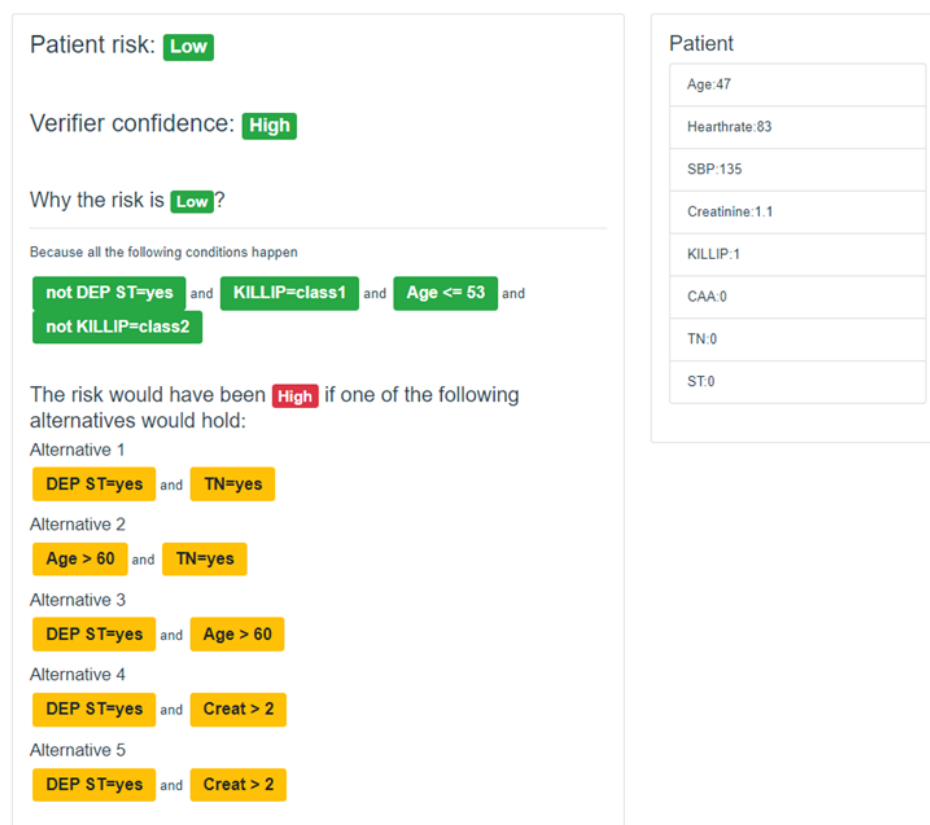 Patient risk: Low
Verifier confidence: High
Why the risk is Low?
Because all the following conditions happen
not DEP ST=yes and KILLIP=class1 and Age <= 53 and
not KILLIP=class2
The risk would have been High if one of the following
alternatives would hold:
Alternative 1
DEP ST=yes and TN=yes
Alternative 2
Age > 60 and TN=yes
Alternative 3
DEP ST=yes and Age > 60
Alternative 4
DEP ST=yes and Creat > 2
Alternative 5
DEP ST=yes and Creat > 2
Patient
Age:47
Hearthrate:83
SBP:135
Creatinine:1.1
KILLIP:1
CAA:0
TN:0
ST:0